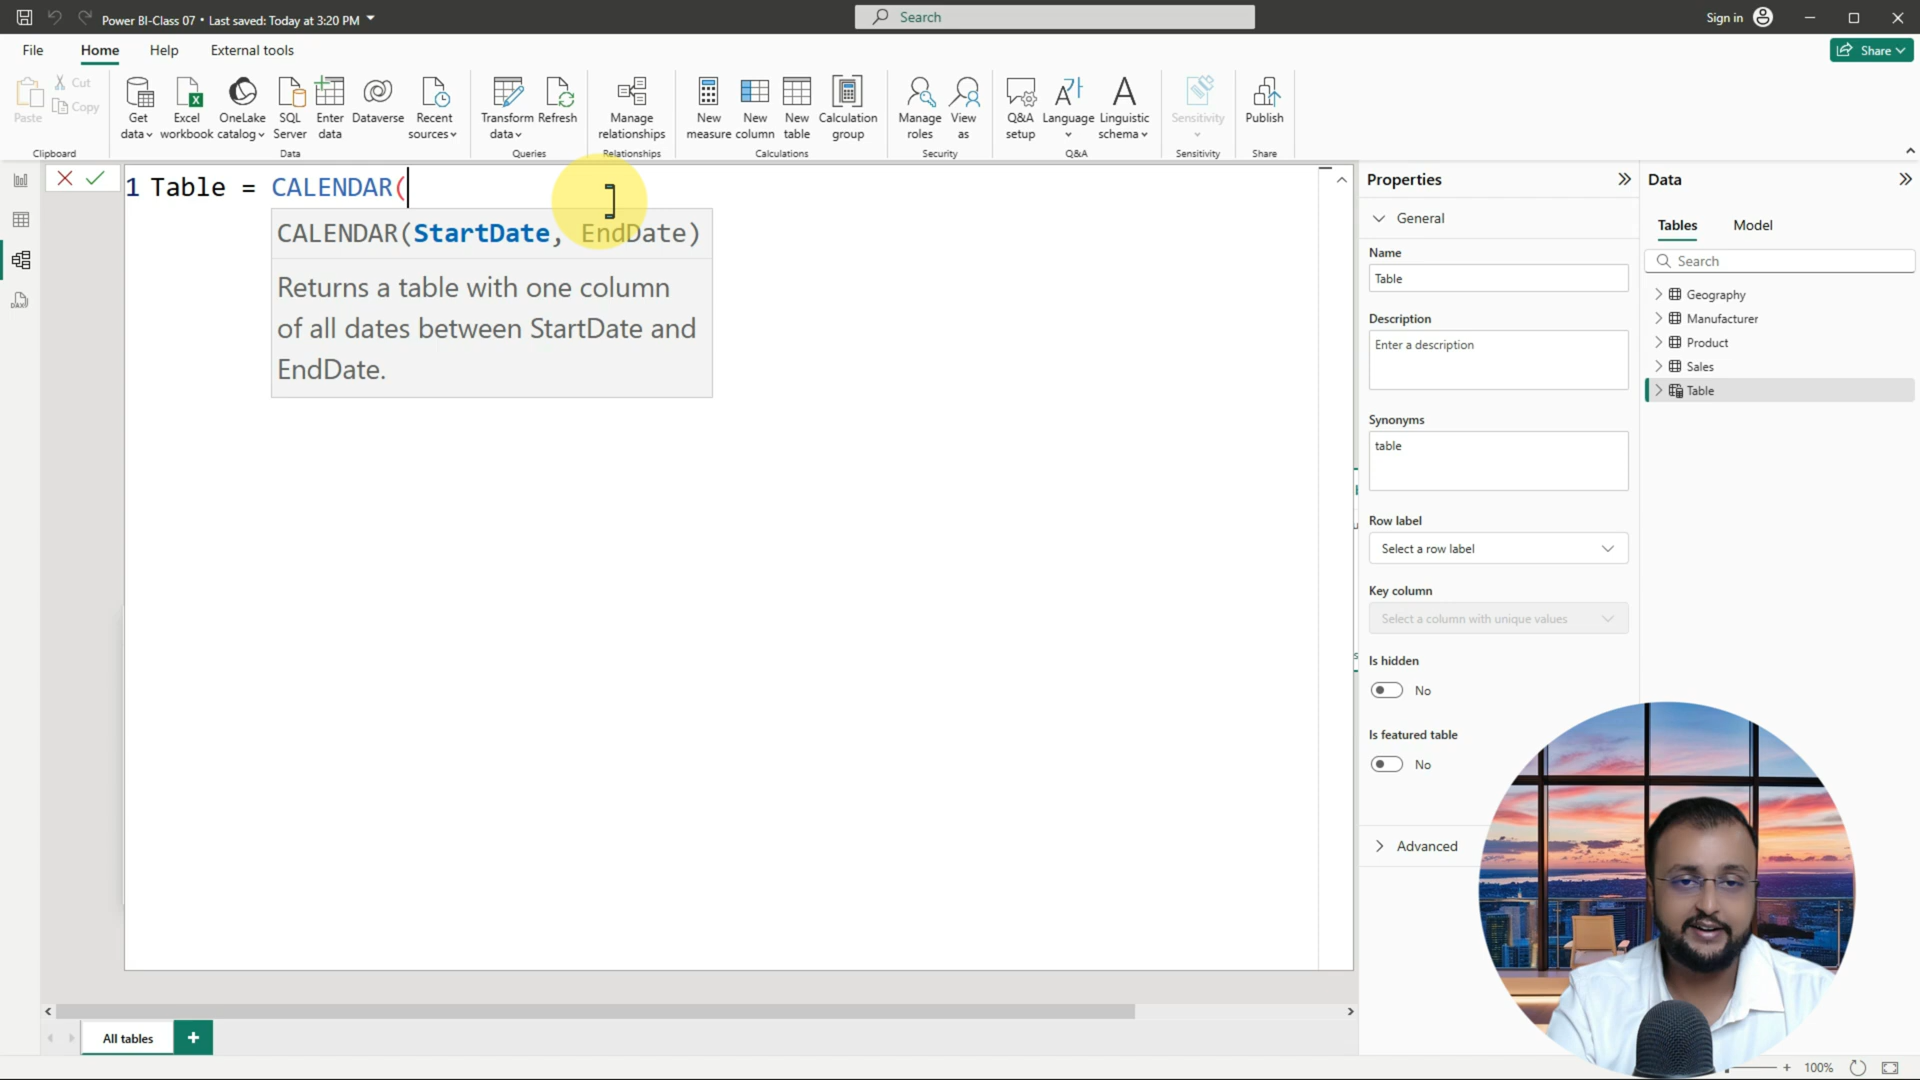 Power BI-Class 07 • Last saved: Today at 3:20 PM
Search
Sign in
File
Home
Help
External tools
Share
Paste
Cut
Copy
Clipboard
Get data
Excel workbook
OneLake catalog
SQL Server
Enter data
Dataverse
Recent sources
Data
Transform data
Refresh
Queries
Manage relationships
Relationships
New measure
New column
New table
Calculation group
Calculations
Manage roles
View as
Security
Q&A setup
Language
Linguistic schema
Q&A
Sensitivity
Sensitivity
Publish
Share
1 Table = CALENDAR(
CALENDAR(StartDate, EndDate)
Returns a table with one column
of all dates between StartDate and
EndDate.
Properties
General
Name
Table
Description
Enter a description
Synonyms
table
Row label
Select a row label
Key column
Select a column with unique values
Is hidden
No
Is featured table
No
Advanced
Data
Tables
Model
Search
Geography
Manufacturer
Product
Sales
Table
All tables
+
100%